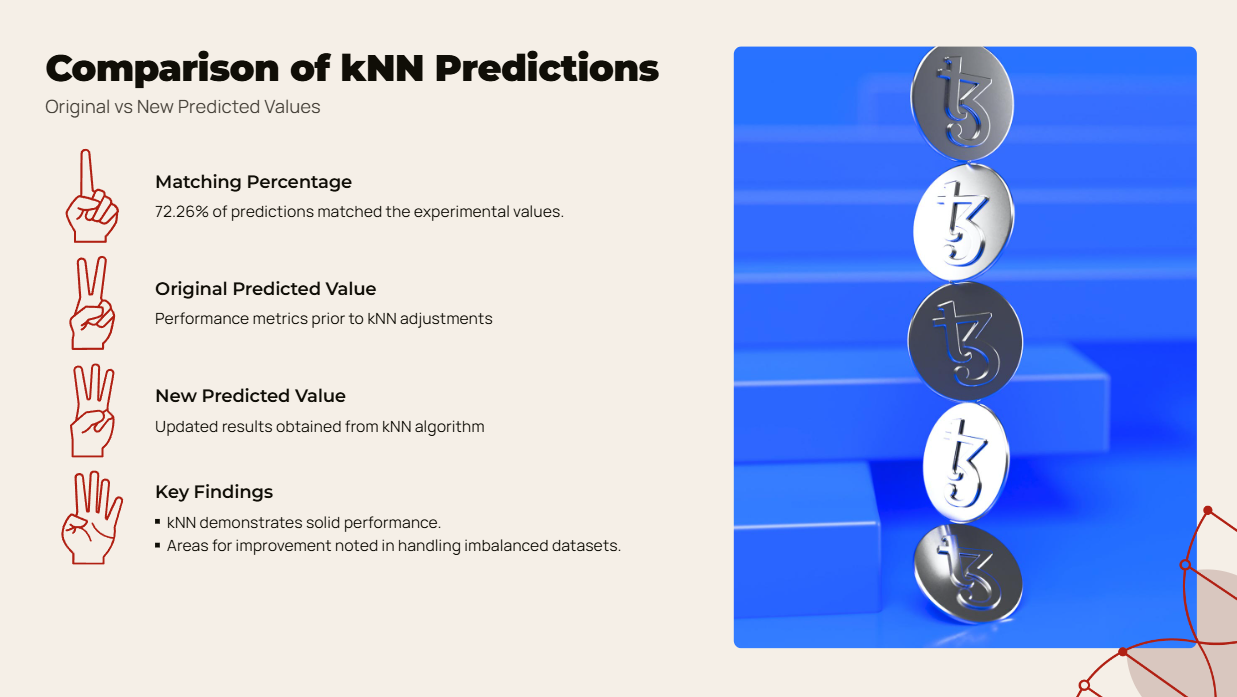 Comparison of kNN Predictions
Original vs New Predicted Values
Matching Percentage
72.26% of predictions matched the experimental values.
Original Predicted Value
Performance metrics prior to kNN adjustments
New Predicted Value
Updated results obtained from kNN algorithm
Key Findings
▪ kNN demonstrates solid performance.
▪ Areas for improvement noted in handling imbalanced datasets.